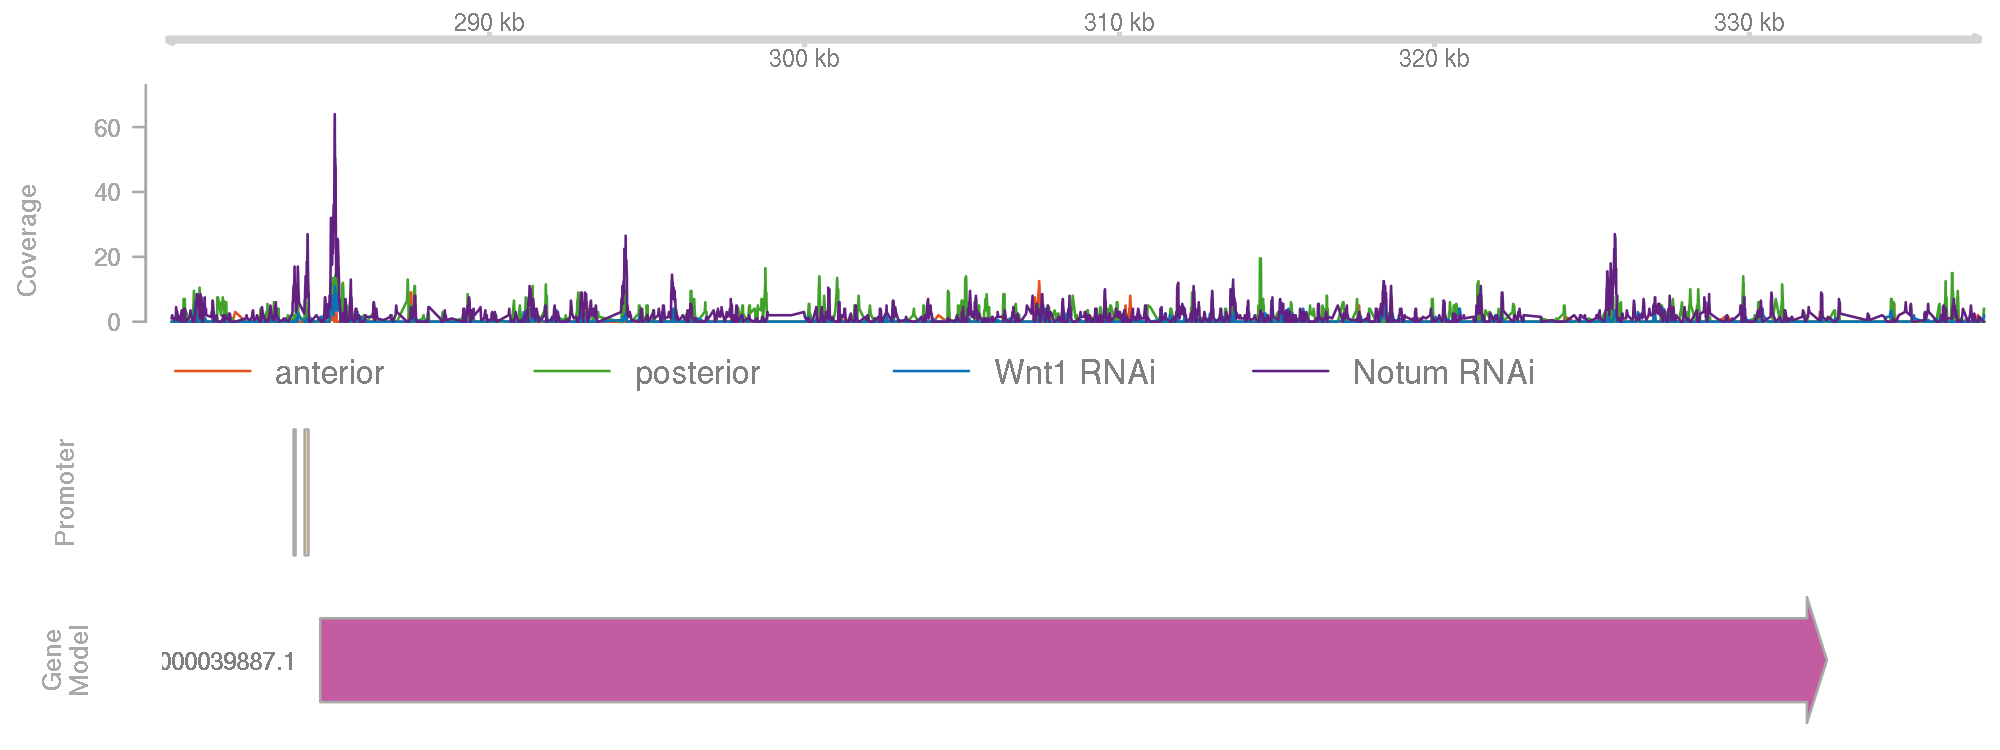 290 kb 310 kb 330 kb
300 kb 320 kb
Coverage
60
40
20
0
anterior posterior Wnt1 RNAi Notum RNAi
Promoter
Gene
Model
000039887.1